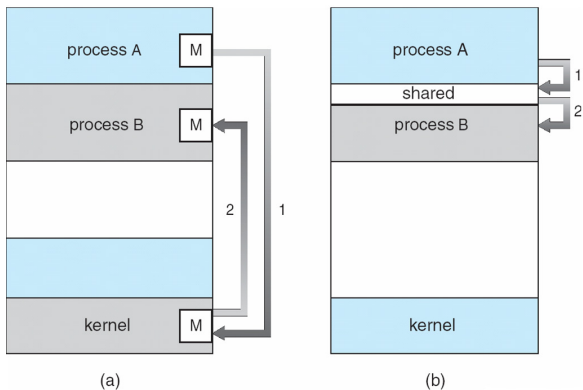 process A
M
process B
M
2
1
kernel
M
(a)
process A
1
shared
2
process B
kernel
(b)